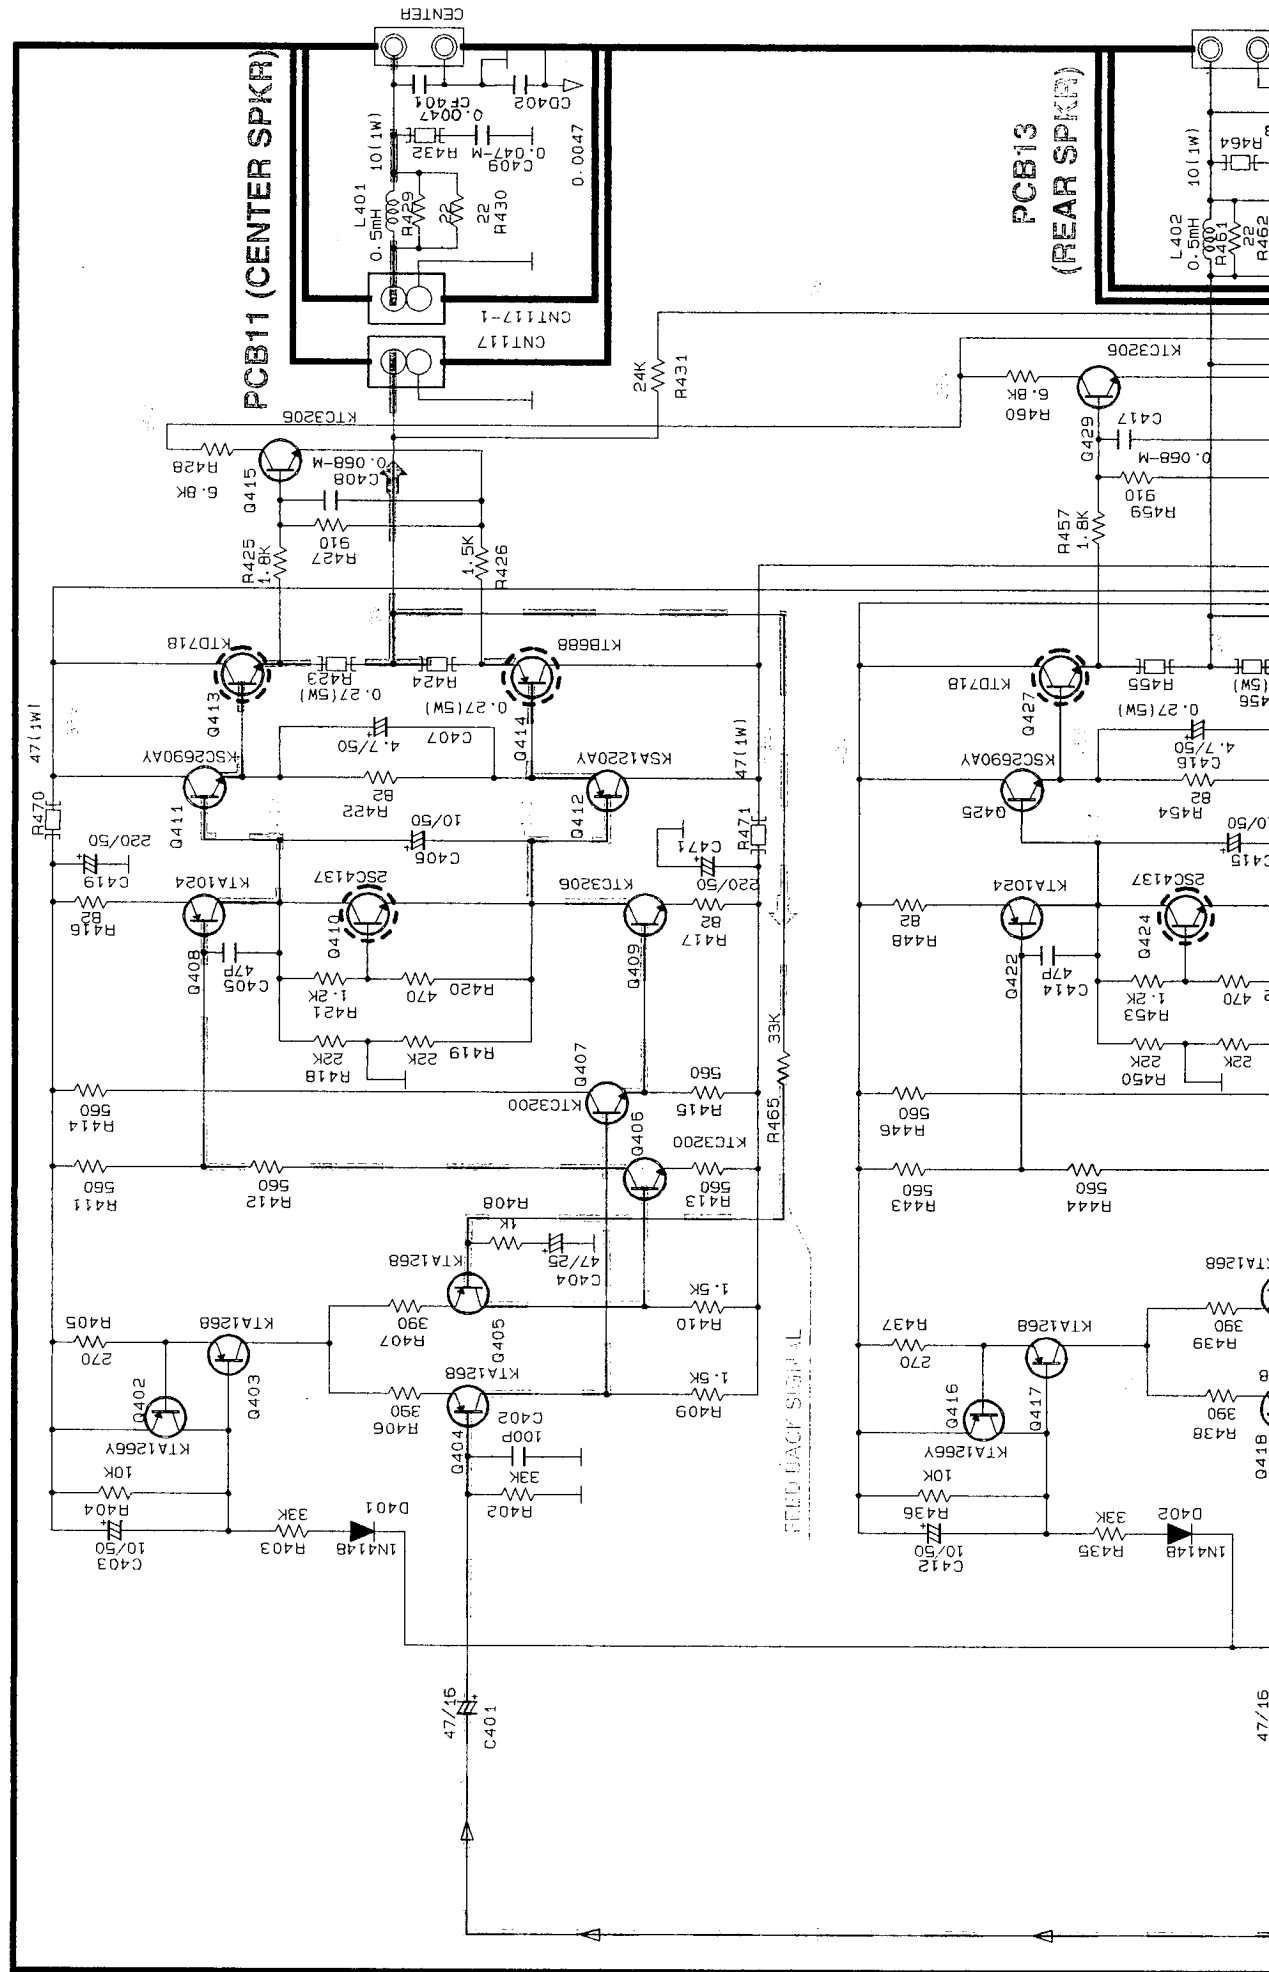 CENTER
PCB11 (CENTER SPKR)
CF401
0.0047
CD402
0.0047
10(1W)
R432
0.047-M
C409
L401
0.5mH
R429
22
22
R430
CNT117-1
CNT117
PCB13
(REAR SPKR)
R464
10(1W)
L402
0.5mH
R461
22
R462
24K
R431
KTC3206
R428
6.8K
Q415
0.068-M
C408
R425
1.8K
910
R427
1.5K
R426
KTC3206
6.8K
R460
Q429
C417
0.068-M
910
R459
R457
1.8K
KTD718
Q413
R423
0.27(5W)
R424
0.27(5W)
KTB688
Q414
4.7/50
C407
47(1W)
R470
KSC2690AY
Q411
82
R422
KSA1220AY
Q412
47(1W)
R471
10/50
C406
220/50
C419
C471
220/50
82
R416
KTA1024
Q408
47P
C405
2SC4137
Q410
KTC3206
Q409
82
R417
1.2K
R421
470
R420
22K
R418
22K
R419
33K
R465
560
R414
Q407
KTC3200
560
R415
Q406
KTC3200
560
R411
560
R412
560
R413
R408
1K
47/25
C404
KTA1268
Q405
390
R407
1.5K
R410
R405
270
KTA1268
Q403
Q402
KTA1266Y
390
R406
KTA1268
Q404
C402
100P
1.5K
R409
33K
R402
10K
R404
10/50
C403
33K
R403
D401
1N4148
FEED BACK SIGNAL
47/16
C401
KTD718
Q427
R455
0.27(5W)
KSC2690AY
Q425
4.7/50
C416
82
R454
82
R448
KTA1024
Q422
47P
C414
2SC4137
Q424
C415
1.2K
R453
470
22K
R450
22K
560
R446
560
R443
560
R444
R437
270
KTA1268
Q417
Q416
KTA1266Y
390
R439
390
R438
Q418
10K
R436
10/50
C412
33K
R435
D402
1N4148
47/16